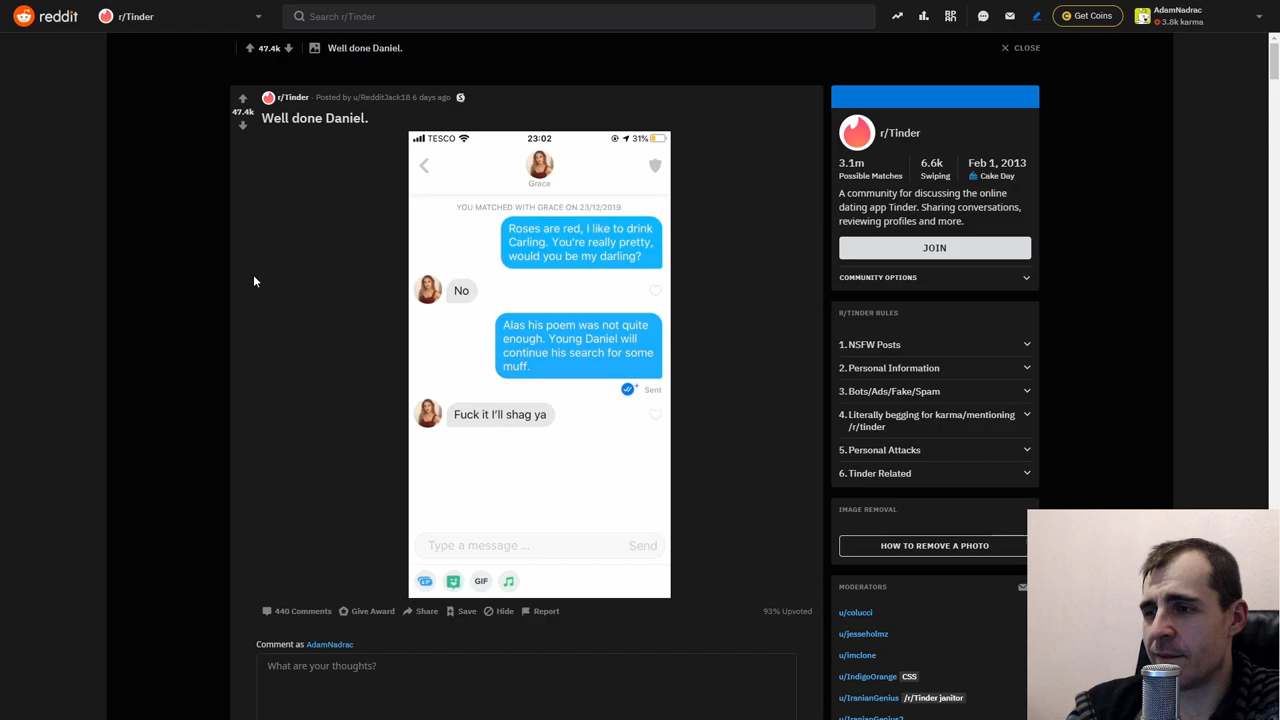 reddit
r/Tinder
Search r/Tinder
Get Coins
AdamNadrac
3.8k karma
47.4k
Well done Daniel.
CLOSE
47.4k
r/Tinder · Posted by u/RedditJack18 6 days ago
Well done Daniel.
TESCO
23:02
31%
Grace
YOU MATCHED WITH GRACE ON 23/12/2019.
Roses are red, I like to drink
Carling. You're really pretty,
would you be my darling?
No
Alas his poem was not quite
enough. Young Daniel will
continue his search for some
muff.
Sent
Fuck it I'll shag ya
Type a message ...
Send
GIF
440 Comments
Give Award
Share
Save
Hide
Report
93% Upvoted
Comment as AdamNadrac
What are your thoughts?
r/Tinder
3.1m
Possible Matches
6.6k
Swiping
Feb 1, 2013
Cake Day
A community for discussing the online
dating app Tinder. Sharing conversations,
reviewing profiles and more.
JOIN
COMMUNITY OPTIONS
R/TINDER RULES
1. NSFW Posts
2. Personal Information
3. Bots/Ads/Fake/Spam
4. Literally begging for karma/mentioning
/r/tinder
5. Personal Attacks
6. Tinder Related
IMAGE REMOVAL
HOW TO REMOVE A PHOTO
MODERATORS
u/colucci
u/jesseholmz
u/imclone
u/IndigoOrange CSS
u/IranianGenius /r/Tinder janitor